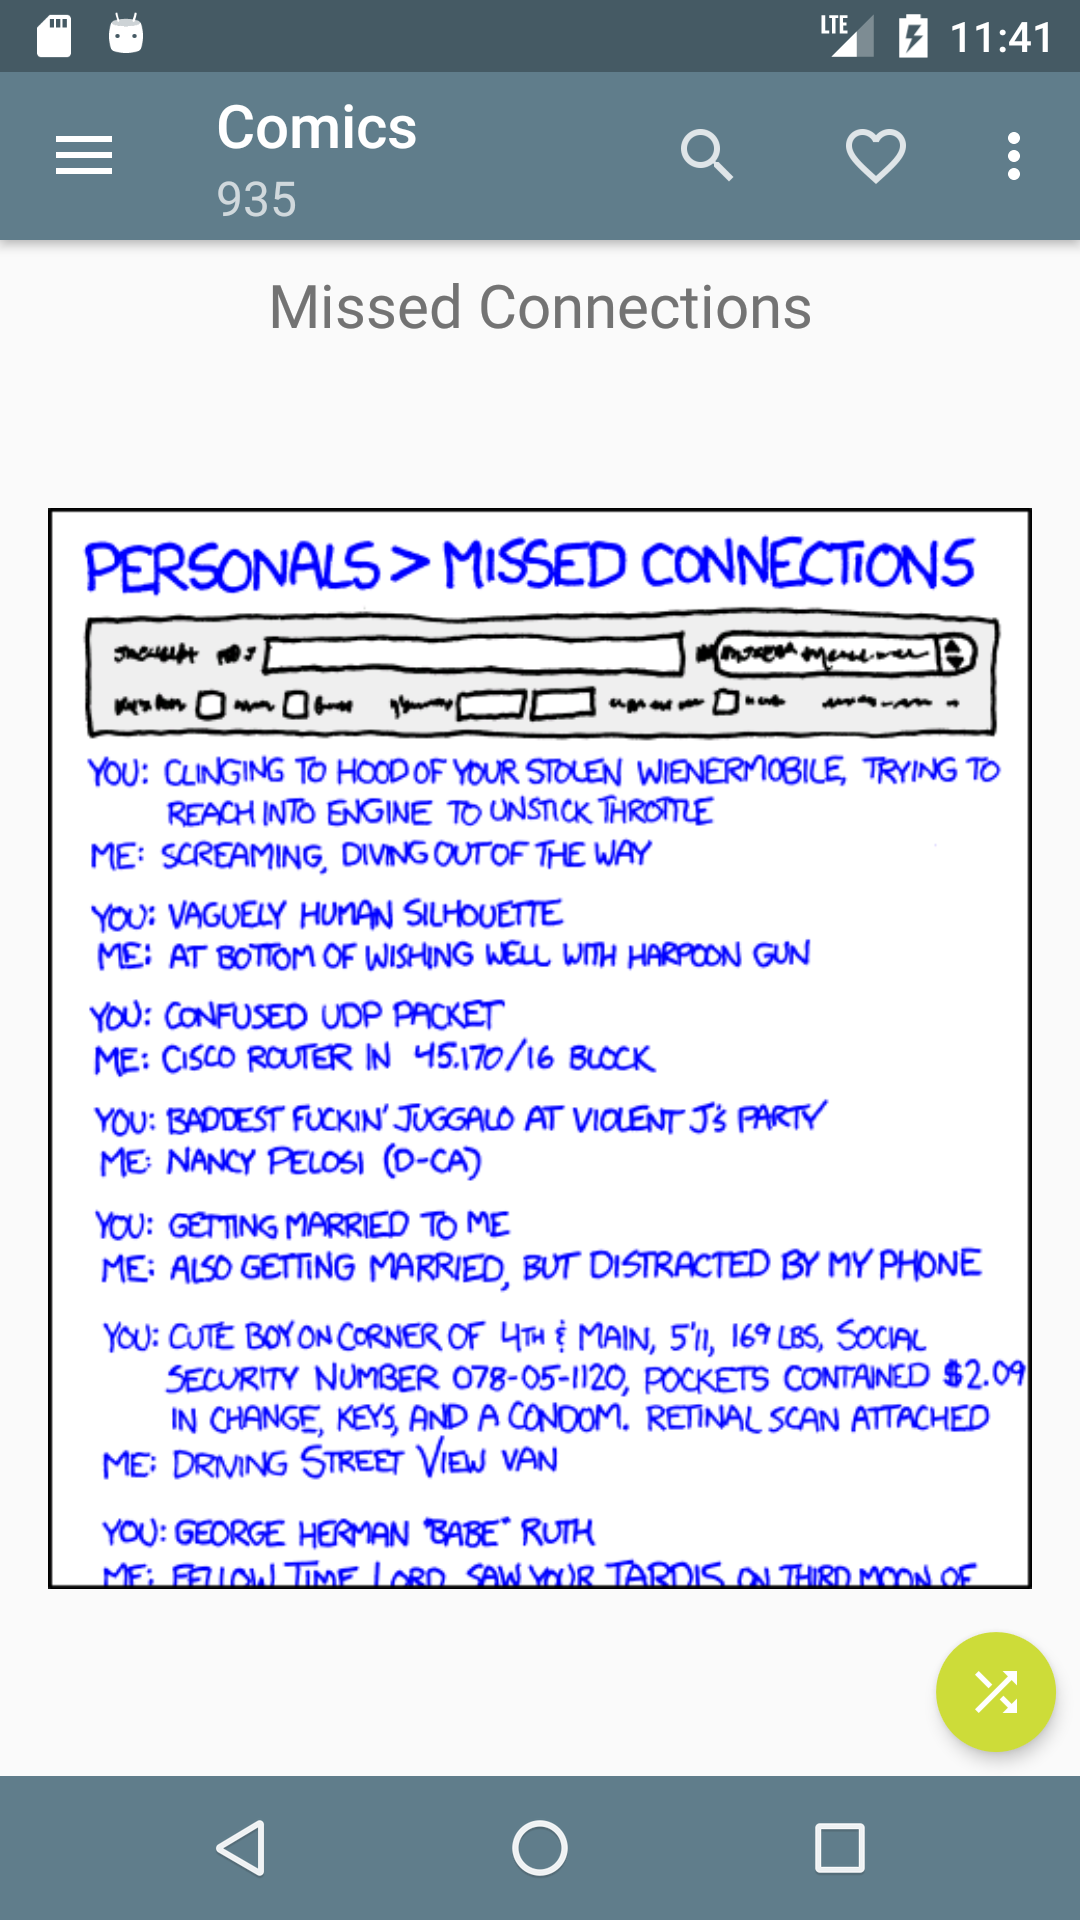 LTE 11:41
Comics
935
Missed Connections
PERSONALS > MISSED CONNECTIONS
YOU: CLINGING TO HOOD OF YOUR STOLEN WIENERMOBILE, TRYING TO
REACH INTO ENGINE TO UNSTICK THROTTLE
ME: SCREAMING, DIVING OUT OF THE WAY
YOU: VAGUELY HUMAN SILHOUETTE
ME: AT BOTTOM OF WISHING WELL WITH HARPOON GUN
YOU: CONFUSED UDP PACKET
ME: CISCO ROUTER IN 45.170/16 BLOCK
YOU: BADDEST FUCKIN' JUGGALO AT VIOLENT J'S PARTY
ME: NANCY PELOSI (D-CA)
YOU: GETTING MARRIED TO ME
ME: ALSO GETTING MARRIED, BUT DISTRACTED BY MY PHONE
YOU: CUTE BOY ON CORNER OF 4TH & MAIN, 5'11, 169 LBS, SOCIAL
SECURITY NUMBER 078-05-1120, POCKETS CONTAINED $2.09
IN CHANGE, KEYS, AND A CONDOM. RETINAL SCAN ATTACHED
ME: DRIVING STREET VIEW VAN
YOU: GEORGE HERMAN "BABE" RUTH
ME: FELLOW TIME LORD. SAW YOUR TARDIS ON THIRD MOON OF